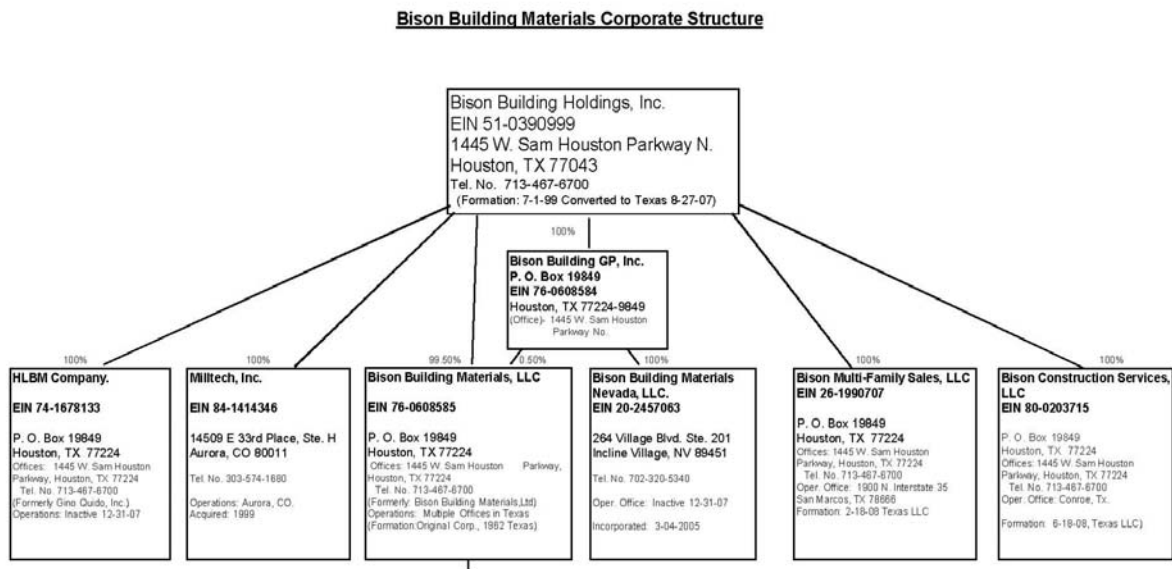 Bison Building Materials Corporate Structure
Bison Building Holdings, Inc.
EIN 51-0390999
1445 W. Sam Houston Parkway N.
Houston, TX 77043
Tel. No. 713-467-6700
(Formation: 7-1-99 Converted to Texas 8-27-07)
100%
Bison Building GP, Inc.
P. O. Box 19849
EIN 76-0608584
Houston, TX 77224-9849
(Office)- 1445 W. Sam Houston
Parkway No.
100%
HLBM Company.
EIN 74-1678133
P. O. Box 19849
Houston, TX 77224
Offices: 1445 W. Sam Houston
Parkway, Houston, TX 77224
Tel. No. 713-467-6700
(Formerly Gino Quido, Inc.)
Operations: Inactive 12-31-07
100%
Milltech, Inc.
EIN 84-1414346
14509 E 33rd Place, Ste. H
Aurora, CO 80011
Tel. No. 303-574-1680
Operations: Aurora, CO.
Acquired: 1999
99.50%
0.50%
Bison Building Materials, LLC
EIN 76-0608585
P. O. Box 19849
Houston, TX 77224
Offices: 1445 W. Sam Houston Parkway,
Houston, TX 77224
Tel. No. 713-467-6700
(Formerly: Bison Building Materials,Ltd)
Operations: Multiple Offices in Texas
(Formation:Original Corp., 1982 Texas)
100%
Bison Building Materials
Nevada, LLC.
EIN 20-2457063
264 Village Blvd. Ste. 201
Incline Village, NV 89451
Tel. No. 702-320-5340
Oper. Office: Inactive 12-31-07
Incorporated: 3-04-2005
100%
Bison Multi-Family Sales, LLC
EIN 26-1990707
P. O. Box 19849
Houston, TX 77224
Offices: 1445 W. Sam Houston
Parkway, Houston, TX 77224
Tel. No. 713-467-6700
Oper. Office: 1900 N. Interstate 35
San Marcos, TX 78666
Formation: 2-18-08 Texas LLC
100%
Bison Construction Services,
LLC
EIN 80-0203715
P. O. Box 19849
Houston, TX 77224
Offices: 1445 W. Sam Houston
Parkway, Houston, TX 77224
Tel. No. 713-467-6700
Oper. Office: Conroe, Tx.
Formation: 6-18-08, Texas LLC)